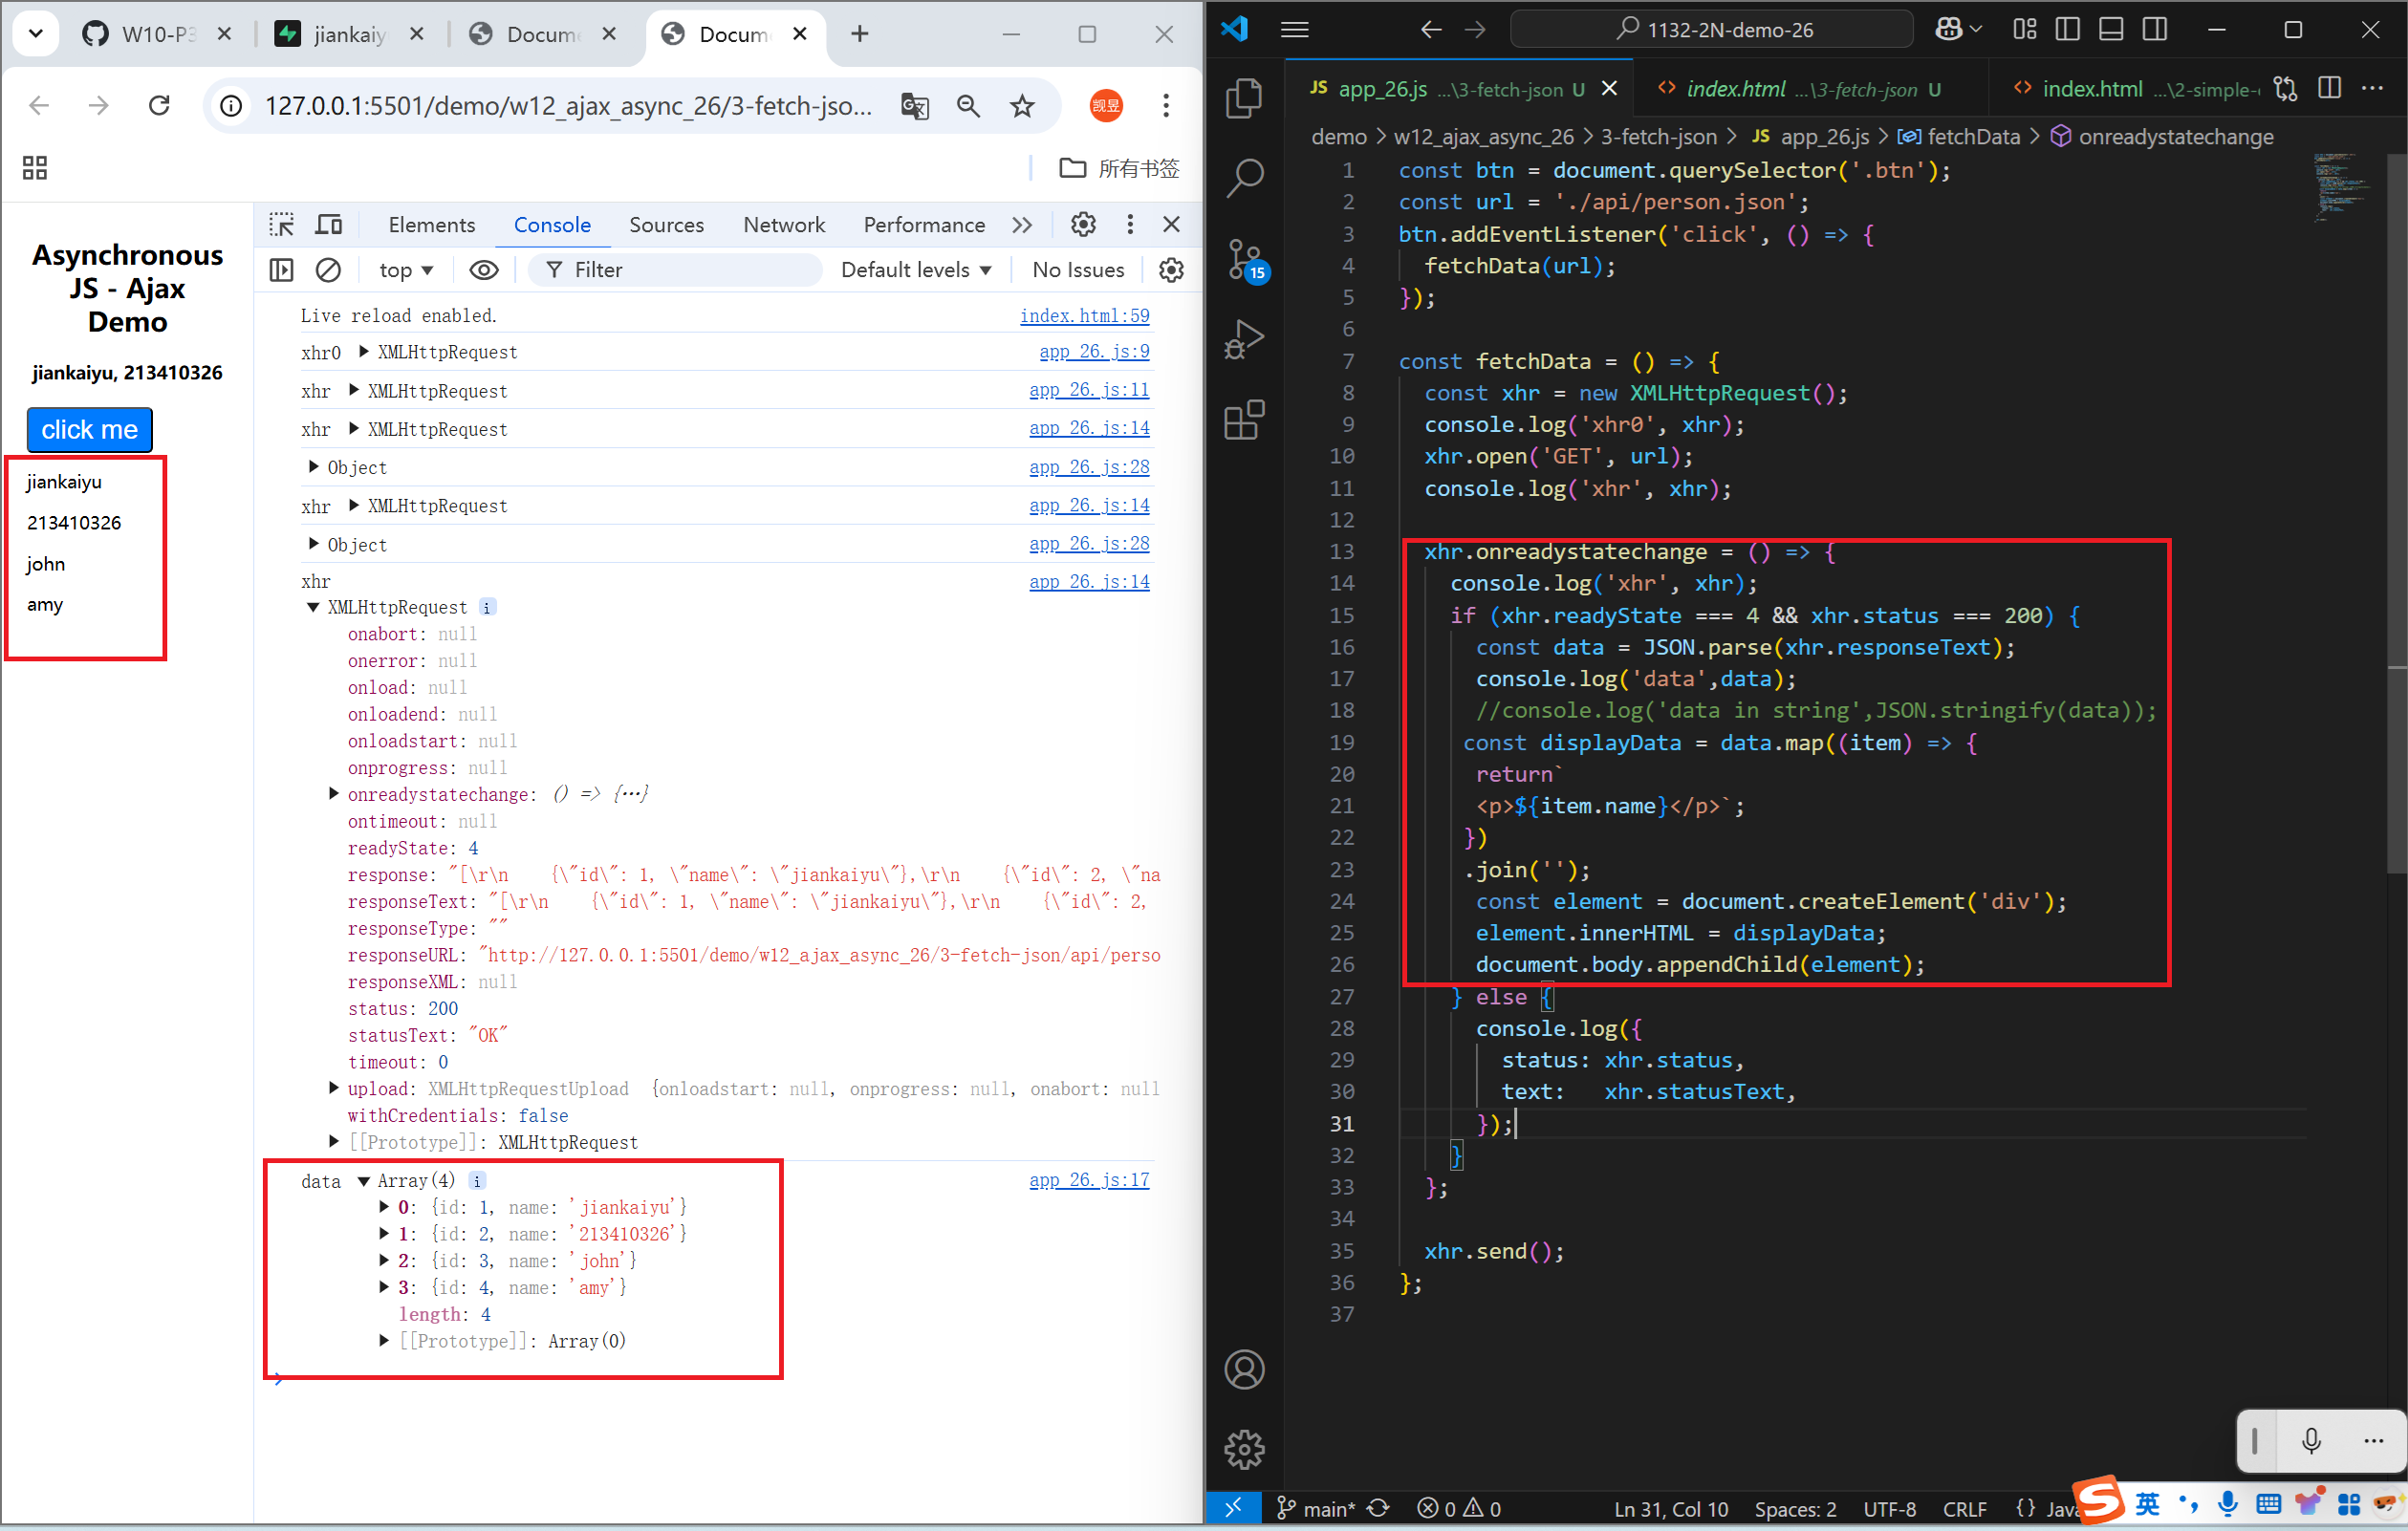 W10-P3
jiankaiy
Docum
Docum
127.0.0.1:5501/demo/w12_ajax_async_26/3-fetch-jso...
觊昱
所有书签
Asynchronous
JS - Ajax
Demo
jiankaiyu, 213410326
click me
jiankaiyu
213410326
john
amy
Elements Console Sources Network Performance
top ▼ Filter Default levels ▼ No Issues
Live reload enabled. index.html:59
xhr0 ▶ XMLHttpRequest app_26.js:9
xhr ▶ XMLHttpRequest app_26.js:11
xhr ▶ XMLHttpRequest app_26.js:14
▶ Object app_26.js:28
xhr ▶ XMLHttpRequest app_26.js:14
▶ Object app_26.js:28
xhr app_26.js:14
▼ XMLHttpRequest i
onabort: null
onerror: null
onload: null
onloadend: null
onloadstart: null
onprogress: null
▶ onreadystatechange: () => {…}
ontimeout: null
readyState: 4
response: "[\r\n    {\"id\": 1, \"name\": \"jiankaiyu\"},\r\n    {\"id\": 2, \"na
responseText: "[\r\n    {\"id\": 1, \"name\": \"jiankaiyu\"},\r\n    {\"id\": 2,
responseType: ""
responseURL: "http://127.0.0.1:5501/demo/w12_ajax_async_26/3-fetch-json/api/perso
responseXML: null
status: 200
statusText: "OK"
timeout: 0
▶ upload: XMLHttpRequestUpload {onloadstart: null, onprogress: null, onabort: null
withCredentials: false
▶ [[Prototype]]: XMLHttpRequest
data ▼ Array(4) i app_26.js:17
▶ 0: {id: 1, name: 'jiankaiyu'}
▶ 1: {id: 2, name: '213410326'}
▶ 2: {id: 3, name: 'john'}
▶ 3: {id: 4, name: 'amy'}
length: 4
▶ [[Prototype]]: Array(0)
1132-2N-demo-26
JS app_26.js ...\3-fetch-json U
<> index.html ...\3-fetch-json U
<> index.html ...\2-simple-
demo > w12_ajax_async_26 > 3-fetch-json > JS app_26.js > fetchData > onreadystatechange
15
1 const btn = document.querySelector('.btn');
2 const url = './api/person.json';
3 btn.addEventListener('click', () => {
4   fetchData(url);
5 });
6
7 const fetchData = () => {
8   const xhr = new XMLHttpRequest();
9   console.log('xhr0', xhr);
10   xhr.open('GET', url);
11   console.log('xhr', xhr);
12
13   xhr.onreadystatechange = () => {
14     console.log('xhr', xhr);
15     if (xhr.readyState === 4 && xhr.status === 200) {
16       const data = JSON.parse(xhr.responseText);
17       console.log('data',data);
18       //console.log('data in string',JSON.stringify(data));
19      const displayData = data.map((item) => {
20       return`
21       <p>${item.name}</p>`;
22      })
23      .join('');
24       const element = document.createElement('div');
25       element.innerHTML = displayData;
26       document.body.appendChild(element);
27     } else {
28       console.log({
29         status: xhr.status,
30         text:   xhr.statusText,
31       });
32     }
33   };
34
35   xhr.send();
36 };
37
main* 0 0 Ln 31, Col 10 Spaces: 2 UTF-8 CRLF {} Java
S 英